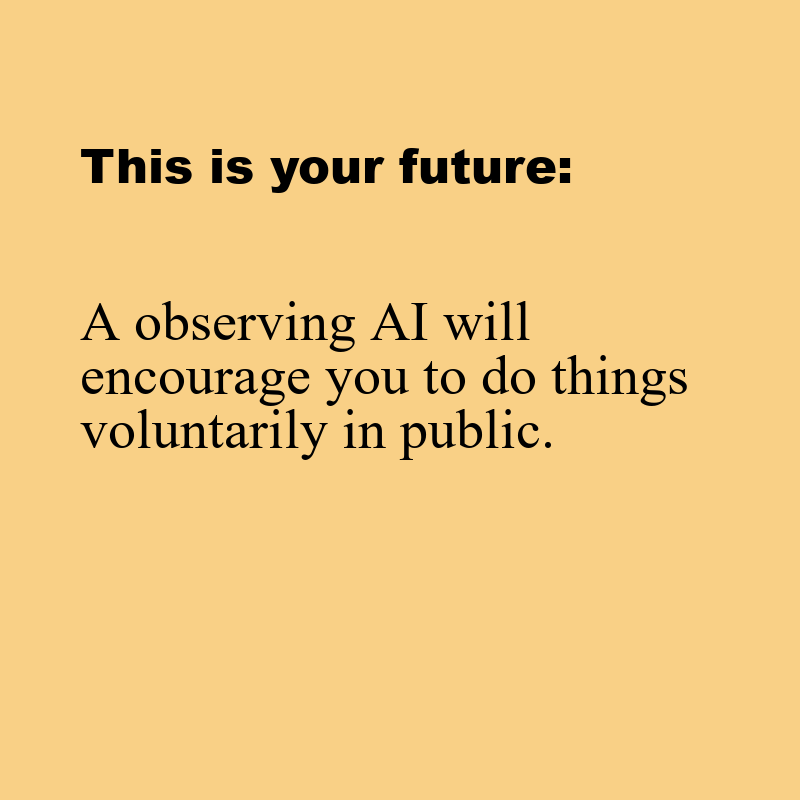 This is your future:
A observing AI will
encourage you to do things
voluntarily in public.